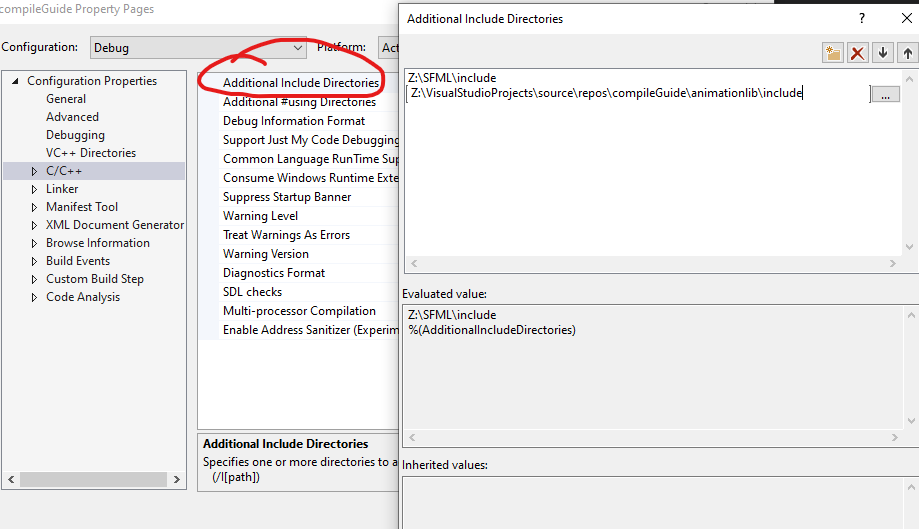 compileGuide Property Pages
Configuration:
Debug
Platform:
Configuration Properties
General
Advanced
Debugging
VC++ Directories
C/C++
Linker
Manifest Tool
XML Document Generator
Browse Information
Build Events
Custom Build Step
Code Analysis
Additional Include Directories
Additional #using Directories
Debug Information Format
Support Just My Code Debugging
Common Language RunTime
Consume Windows Runtime
Suppress Startup Banner
Warning Level
Treat Warnings As Errors
Warning Version
Diagnostics Format
SDL checks
Multi-processor Compilation
Enable Address Sanitizer
Additional Include Directories
Specifies one or more directories to
(/I[path])
Additional Include Directories
?
Z:\SFML\include
Z:\VisualStudioProjects\source\repos\compileGuide\animationlib\include
...
Evaluated value:
Z:\SFML\include
%(AdditionalIncludeDirectories)
Inherited values: